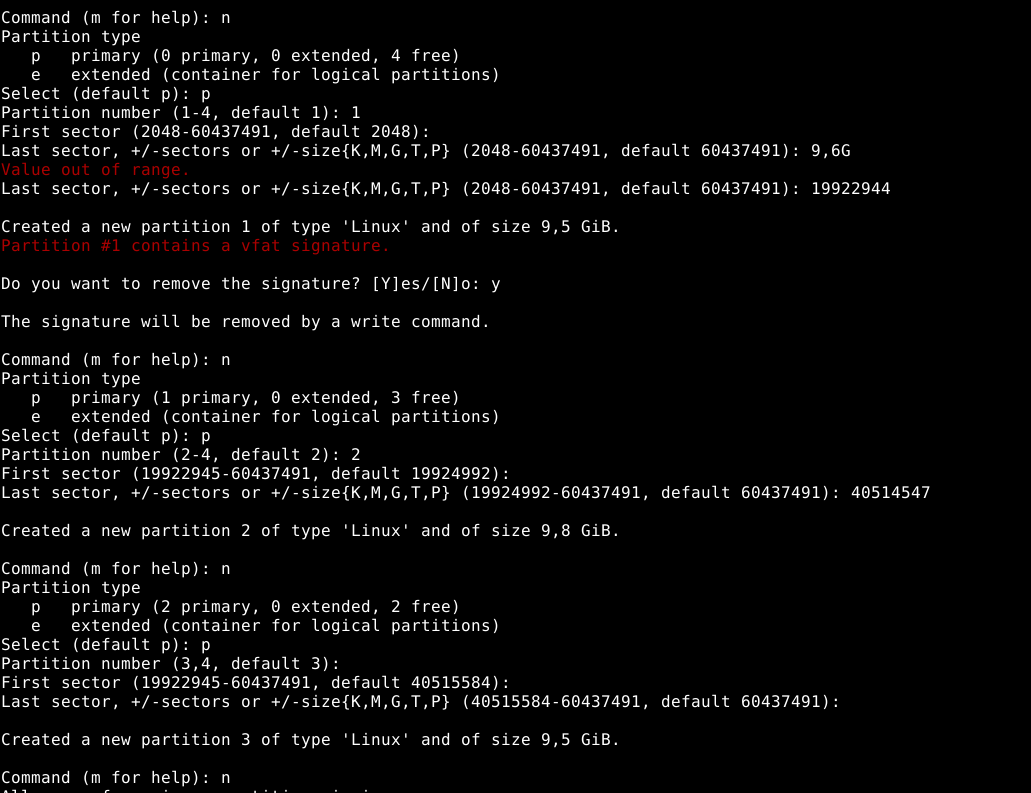 Command (m for help): n
Partition type
   p   primary (0 primary, 0 extended, 4 free)
   e   extended (container for logical partitions)
Select (default p): p
Partition number (1-4, default 1): 1
First sector (2048-60437491, default 2048):
Last sector, +/-sectors or +/-size{K,M,G,T,P} (2048-60437491, default 60437491): 9,6G
Value out of range.
Last sector, +/-sectors or +/-size{K,M,G,T,P} (2048-60437491, default 60437491): 19922944
Created a new partition 1 of type 'Linux' and of size 9,5 GiB.
Partition #1 contains a vfat signature.
Do you want to remove the signature? [Y]es/[N]o: y
The signature will be removed by a write command.
Command (m for help): n
Partition type
   p   primary (1 primary, 0 extended, 3 free)
   e   extended (container for logical partitions)
Select (default p): p
Partition number (2-4, default 2): 2
First sector (19922945-60437491, default 19924992):
Last sector, +/-sectors or +/-size{K,M,G,T,P} (19924992-60437491, default 60437491): 40514547
Created a new partition 2 of type 'Linux' and of size 9,8 GiB.
Command (m for help): n
Partition type
   p   primary (2 primary, 0 extended, 2 free)
   e   extended (container for logical partitions)
Select (default p): p
Partition number (3,4, default 3):
First sector (19922945-60437491, default 40515584):
Last sector, +/-sectors or +/-size{K,M,G,T,P} (40515584-60437491, default 60437491):
Created a new partition 3 of type 'Linux' and of size 9,5 GiB.
Command (m for help): n